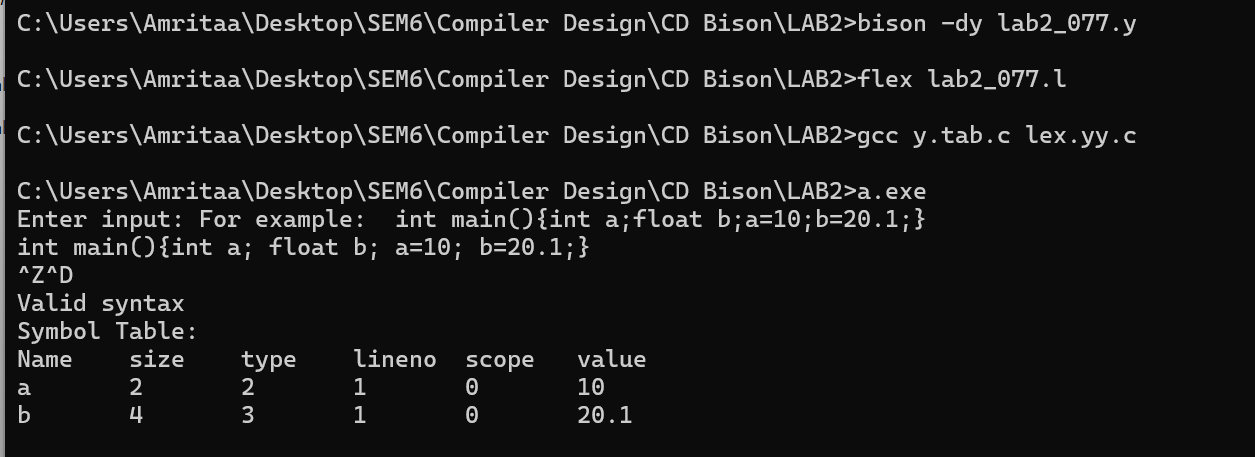 C:\Users\Amritaa\Desktop\SEM6\Compiler Design\CD Bison\LAB2>bison -dy lab2_077.y
C:\Users\Amritaa\Desktop\SEM6\Compiler Design\CD Bison\LAB2>flex lab2_077.l
C:\Users\Amritaa\Desktop\SEM6\Compiler Design\CD Bison\LAB2>gcc y.tab.c lex.yy.c
C:\Users\Amritaa\Desktop\SEM6\Compiler Design\CD Bison\LAB2>a.exe
Enter input: For example:  int main(){int a;float b;a=10;b=20.1;}
int main(){int a; float b; a=10; b=20.1;}
^Z^D
Valid syntax
Symbol Table:
Name    size    type    lineno  scope   value
a       2       2       1       0       10
b       4       3       1       0       20.1